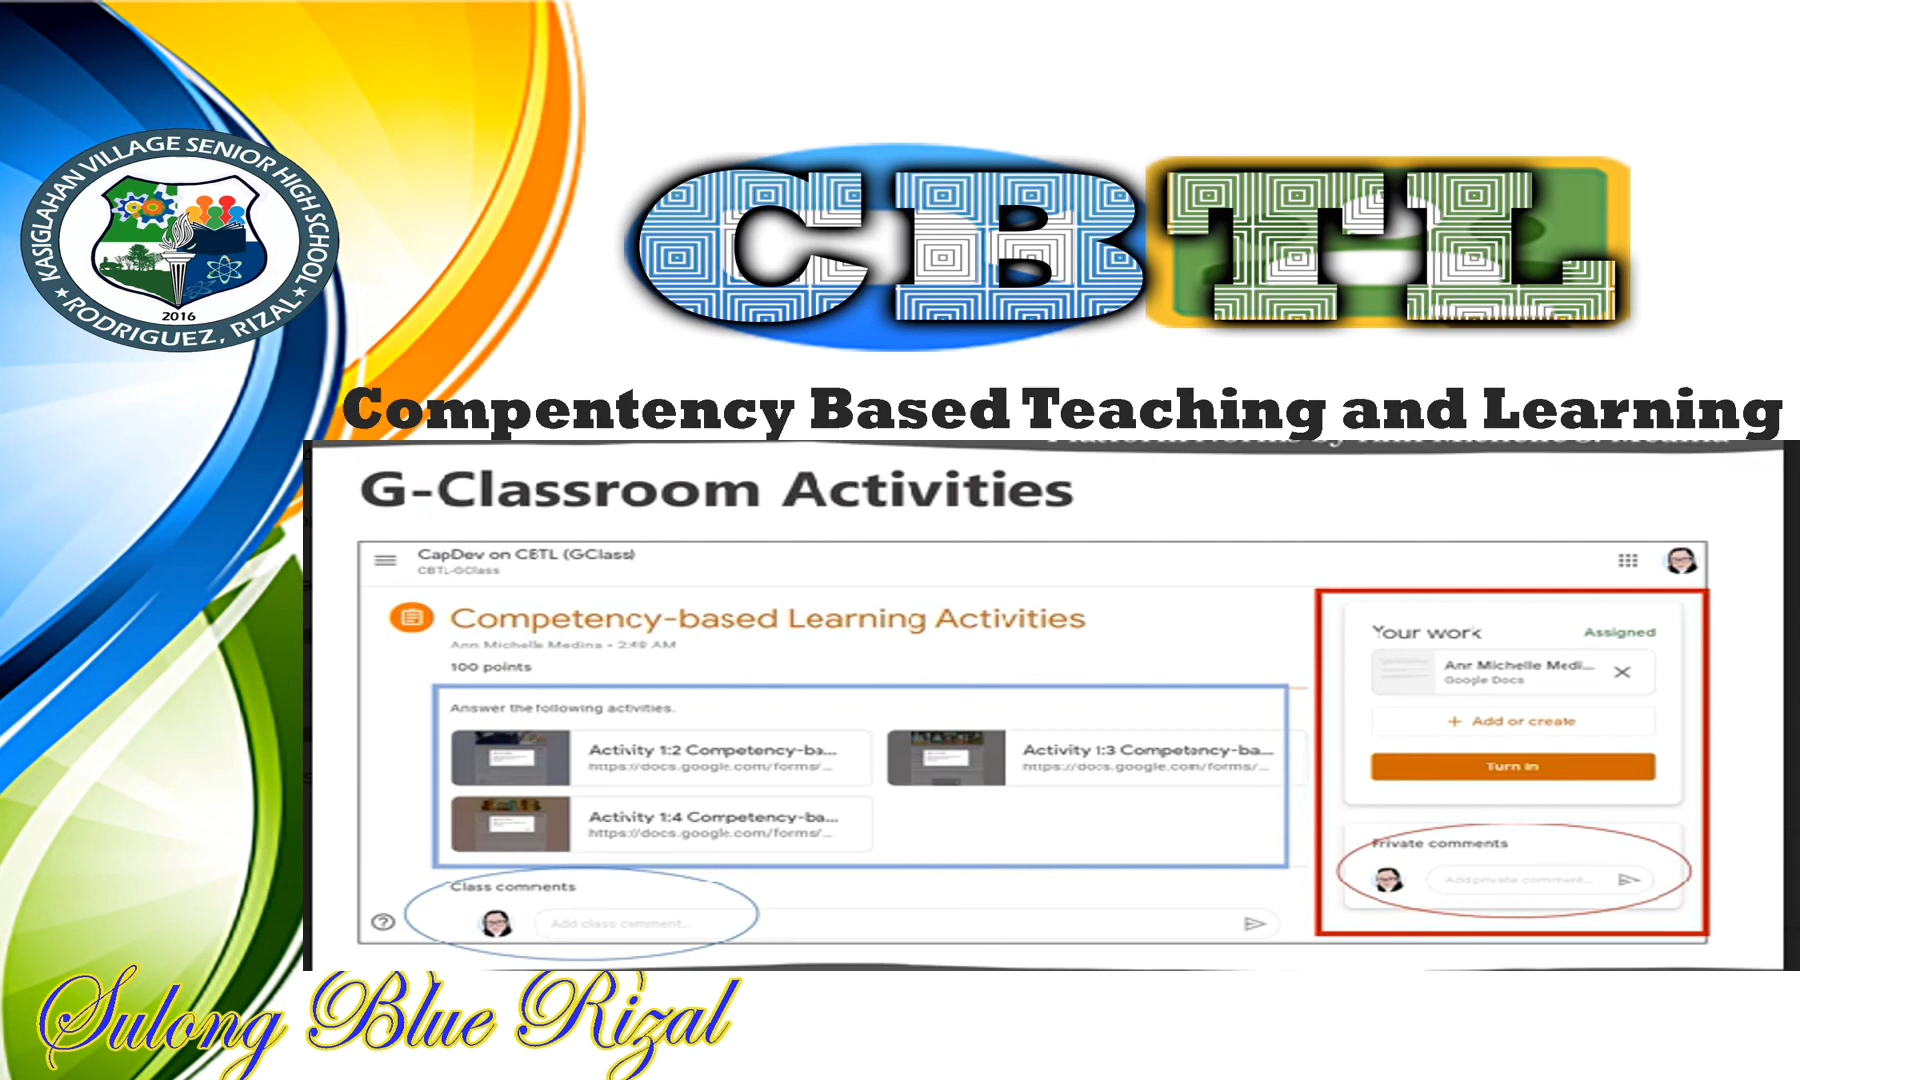 KASIGLAHAN VILLAGE SENIOR HIGH SCHOOL
2016
★ RODRIGUEZ, RIZAL ★
CBTL
Compentency Based Teaching and Learning
G-Classroom Activities
CapDev on CBTL (GClass)
CBTL-GClass
Competency-based Learning Activities
Ann Michelle Medina • 2:49 AM
100 points
Answer the following activities.
Activity 1:2 Competency-ba...
https://docs.google.com/forms/...
Activity 1:3 Competency-ba...
https://docs.google.com/forms/...
Activity 1:4 Competency-ba...
https://docs.google.com/forms/...
Class comments
Add class comment...
Your work
Assigned
Ann Michelle Medi...
Google Docs
+ Add or create
Turn in
Private comments
Add private comment...
Sulong Blue Rizal